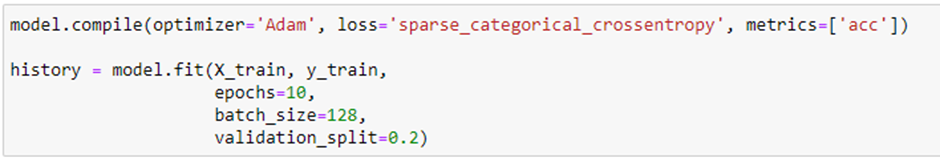 model.compile(optimizer='Adam', loss='sparse_categorical_crossentropy', metrics=['acc'])
history = model.fit(X_train, y_train,
epochs=10,
batch_size=128,
validation_split=0.2)